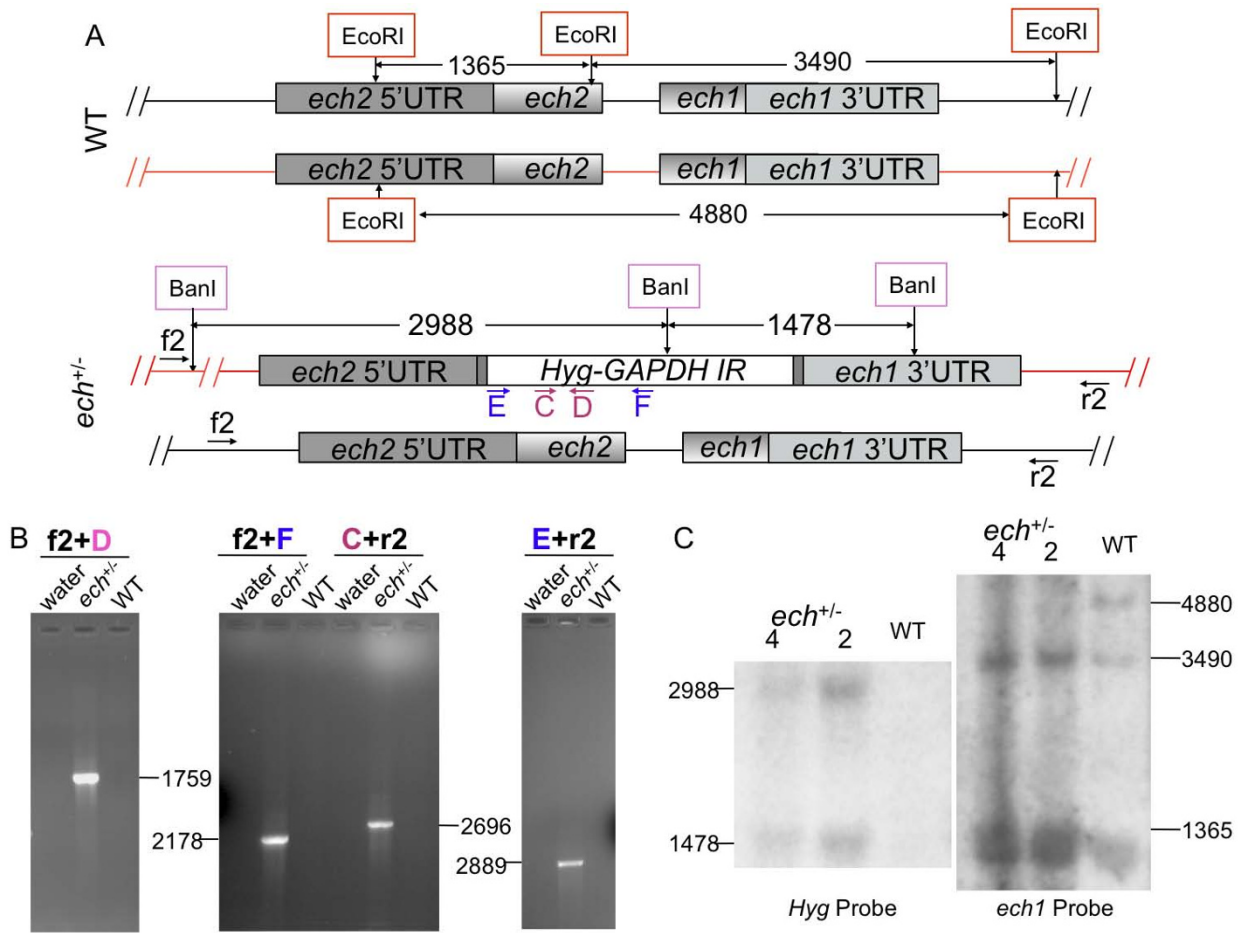 A
EcoRI
EcoRI
EcoRI
1365
3490
WT
ech2 5'UTR
ech2
ech1
ech1 3'UTR
ech2 5'UTR
ech2
ech1
ech1 3'UTR
EcoRI
4880
EcoRI
BanI
BanI
BanI
2988
1478
f2
ech+/-
ech2 5'UTR
Hyg-GAPDH IR
ech1 3'UTR
E
C
D
F
r2
f2
ech2 5'UTR
ech2
ech1
ech1 3'UTR
r2
B
f2+D
water
ech+/-
WT
1759
f2+F
C+r2
water
ech+/-
WT
water
ech+/-
WT
2178
2696
E+r2
water
ech+/-
WT
2889
C
ech+/-
4
2
WT
2988
1478
Hyg Probe
ech+/-
4
2
WT
4880
3490
1365
ech1 Probe